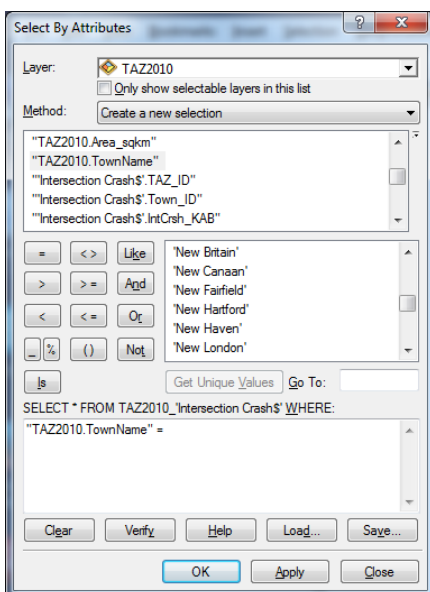 Select By Attributes
Layer: TAZ2010
Only show selectable layers in this list
Method: Create a new selection
"TAZ2010.Area_sqkm"
"TAZ2010.TownName"
"'Intersection Crash$'.TAZ_ID"
"'Intersection Crash$'.Town_ID"
"'Intersection Crash$'.IntCrsh_KAB"
= <> Like
> >= And
< <= Or
_ % () Not
Is
'New Britain'
'New Canaan'
'New Fairfield'
'New Hartford'
'New Haven'
'New London'
Get Unique Values Go To:
SELECT * FROM TAZ2010_'Intersection Crash$' WHERE:
"TAZ2010.TownName" =
Clear Verify Help Load... Save...
OK Apply Close